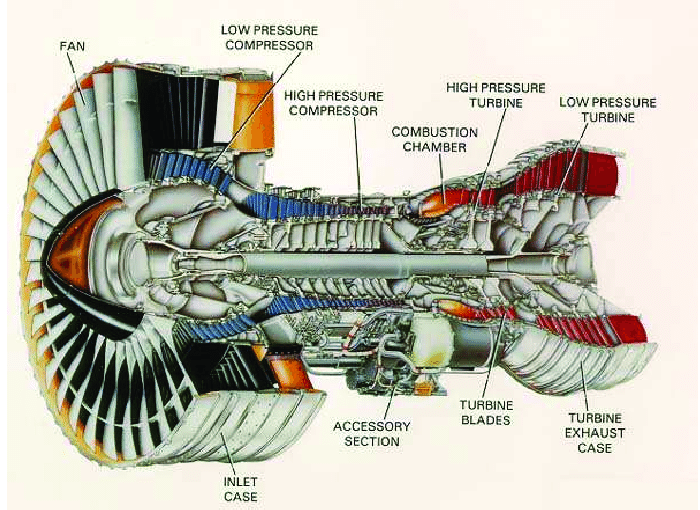 LOW PRESSURE
COMPRESSOR
FAN
HIGH PRESSURE
COMPRESSOR
HIGH PRESSURE
TURBINE
LOW PRESSURE
TURBINE
COMBUSTION
CHAMBER
ACCESSORY
SECTION
TURBINE
BLADES
TURBINE
EXHAUST
CASE
INLET
CASE